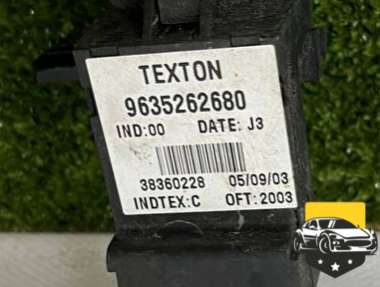 TEXTON
9635262680
IND:00 DATE: J3
38360228 05/09/03
INDTEX:C OFT:2003